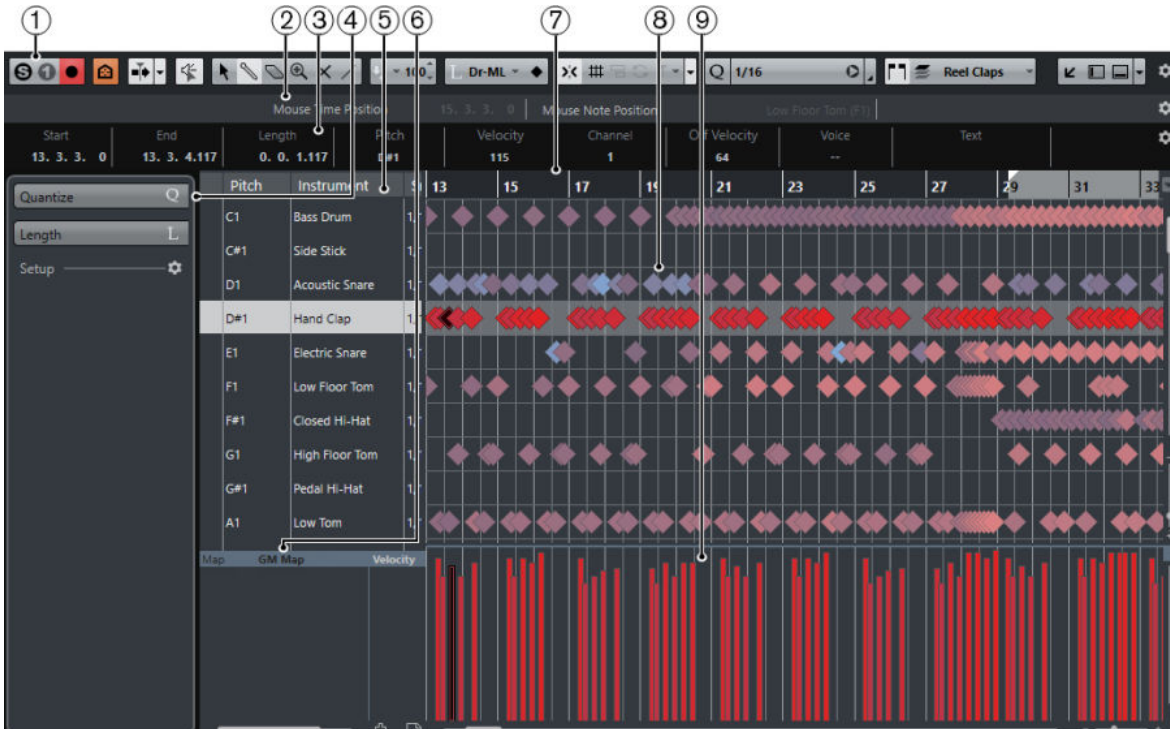 1 2 3 4 5 6 7 8 9
S 1 100 Dr-ML Q 1/16 Reel Claps
Mouse Time Position 15. 3. 3. 0 Mouse Note Position Low Floor Tom (F1)
Start End Length Pitch Velocity Channel Off Velocity Voice Text
13. 3. 3. 0 13. 3. 4.117 0. 0. 1.117 D#1 115 1 64 --
Quantize Q
Length L
Setup
Pitch Instrument 13 15 17 19 21 23 25 27 29 31 33
C1 Bass Drum
C#1 Side Stick
D1 Acoustic Snare
D#1 Hand Clap
E1 Electric Snare
F1 Low Floor Tom
F#1 Closed Hi-Hat
G1 High Floor Tom
G#1 Pedal Hi-Hat
A1 Low Tom
Map GM Map Velocity